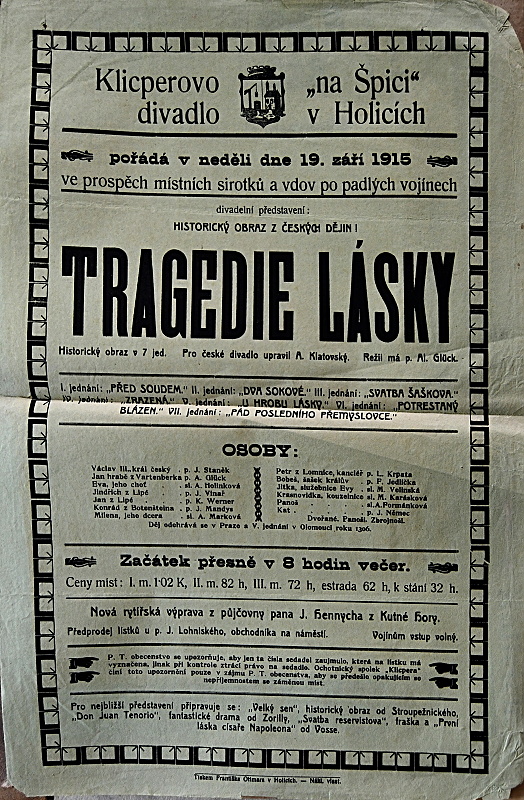 Klicperovo „na Špici“
divadlo v Holicích
pořádá v neděli dne 19. září 1915
ve prospěch místních sirotků a vdov po padlých vojínech
divadelní představení:
HISTORICKÝ OBRAZ Z ČESKÝCH DĚJIN!
TRAGEDIE LÁSKY
Historický obraz v 7 jed. Pro české divadlo upravil A. Klatovský. Režii má p. Al. Glück.
I. jednání: „PŘED SOUDEM.“ II. jednání: „DVA SOKOVÉ.“ III. jednání: „SVATBA ŠAŠKOVA.“
IV. jednání: „ZRAZENÁ.“ V. jednání: „U HROBU LÁSKY.“ VI. jednání: „POTRESTANÝ
BLÁZEN.“ VII. jednání: „PÁD POSLEDNÍHO PŘEMYSLOVCE.“
OSOBY:
Václav III., král český . p. J. Staněk
Jan hrabě z Vartenberka p. A. Glück
Eva, jeho choť . sl. A. Holinková
Jindřich z Lipé . p. J. Vinař
Jan z Lipé . p. K. Werner
Konrád z Botensteina . p. J. Mandys
Milena, jeho dcera . sl. A. Marková
Petr z Lomnice, kancléř p. L. Krpata
Bobeš, šašek králův . p. F. Jedlička
Jitka, služebnice Evy . sl. M. Velinská
Krasnovidka, kouzelnice sl. M. Karásková
Panoš . sl. A. Formánková
Kat . p. J. Němec
Dvořané. Panoši. Zbrojnoši.
Děj odehrává se v Praze a V. jednání v Olomouci roku 1306.
Začátek přesně v 8 hodin večer.
Ceny míst: I. m. 1·02 K, II. m. 82 h, III. m. 72 h, estrada 62 h, k stání 32 h.
Nová rytířská výprava z půjčovny pana J. Hennycha z Kutné Hory.
Předprodej lístků u p. J. Lohniského, obchodníka na náměstí. Vojínům vstup volný.
P. T. obecenstvo se upozorňuje, aby jen ta čísla sedadel zaujmulo, která na lístku má
vyznačena, jinak při kontrole ztrácí právo na sedadlo. Ochotnický spolek „Klicpera“
činí toto upozornění pouze v zájmu P. T. obecenstva, aby se předešlo opakujícím se
nepříjemnostem se záměnou míst.
Pro nejbližší představení připravuje se: „Velký sen“, historický obraz od Stroupežnického,
„Don Juan Tenorio“, fantastické drama od Zorilly, „Svatba reservistova“, fraška a „První
láska císaře Napoleona“ od Vosse.
Tiskem Františka Ottmara v Holicích. — Nákl. vlast.